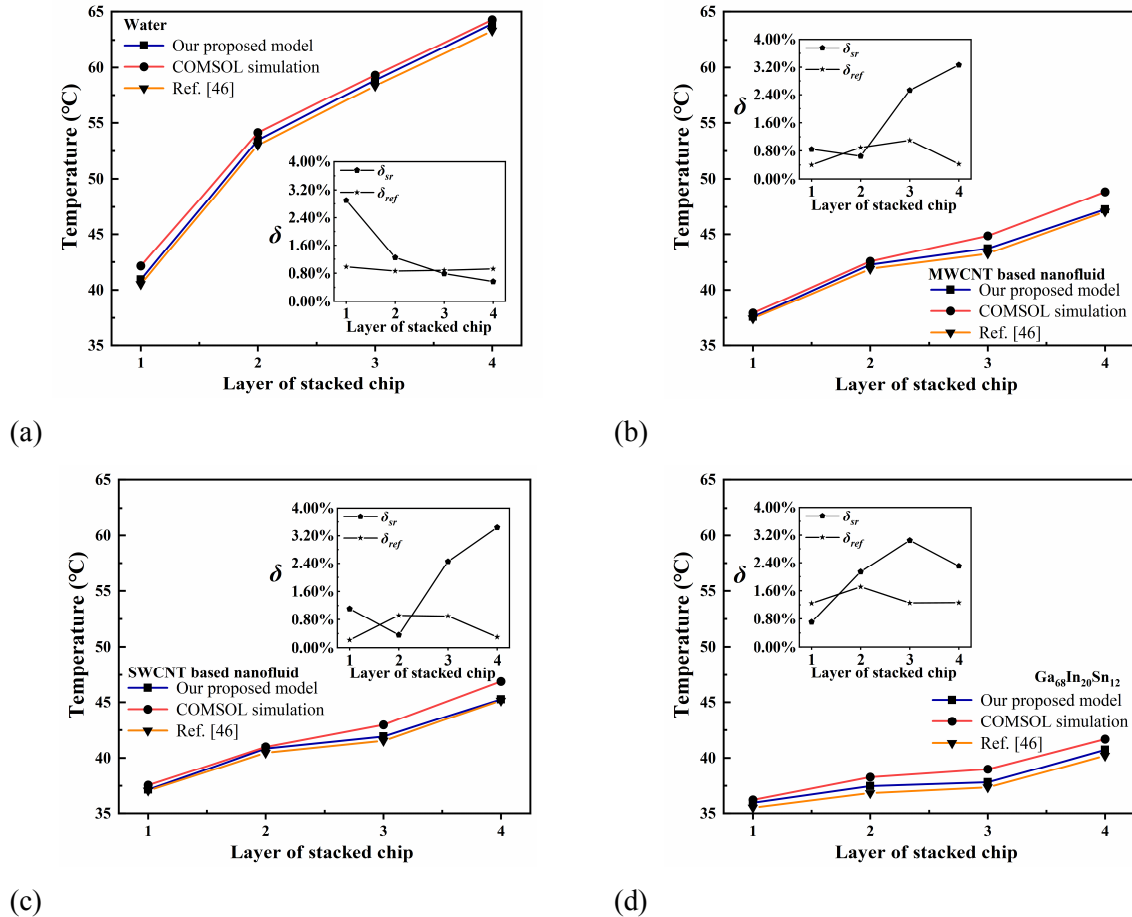 Water
Our proposed model
COMSOL simulation
Ref. [46]
Temperature (°C)
65
60
55
50
45
40
35
1 2 3 4
Layer of stacked chip
δ
4.00%
3.20%
2.40%
1.60%
0.80%
0.00%
δsr
δref
1 2 3 4
Layer of stacked chip
(a)
MWCNT based nanofluid
Our proposed model
COMSOL simulation
Ref. [46]
Temperature (°C)
65
60
55
50
45
40
35
1 2 3 4
Layer of stacked chip
δ
4.00%
3.20%
2.40%
1.60%
0.80%
0.00%
δsr
δref
1 2 3 4
Layer of stacked chip
(b)
SWCNT based nanofluid
Our proposed model
COMSOL simulation
Ref. [46]
Temperature (°C)
65
60
55
50
45
40
35
1 2 3 4
Layer of stacked chip
δ
4.00%
3.20%
2.40%
1.60%
0.80%
0.00%
δsr
δref
1 2 3 4
Layer of stacked chip
(c)
Ga68In20Sn12
Our proposed model
COMSOL simulation
Ref. [46]
Temperature (°C)
65
60
55
50
45
40
35
1 2 3 4
Layer of stacked chip
δ
4.00%
3.20%
2.40%
1.60%
0.80%
0.00%
δsr
δref
1 2 3 4
Layer of stacked chip
(d)